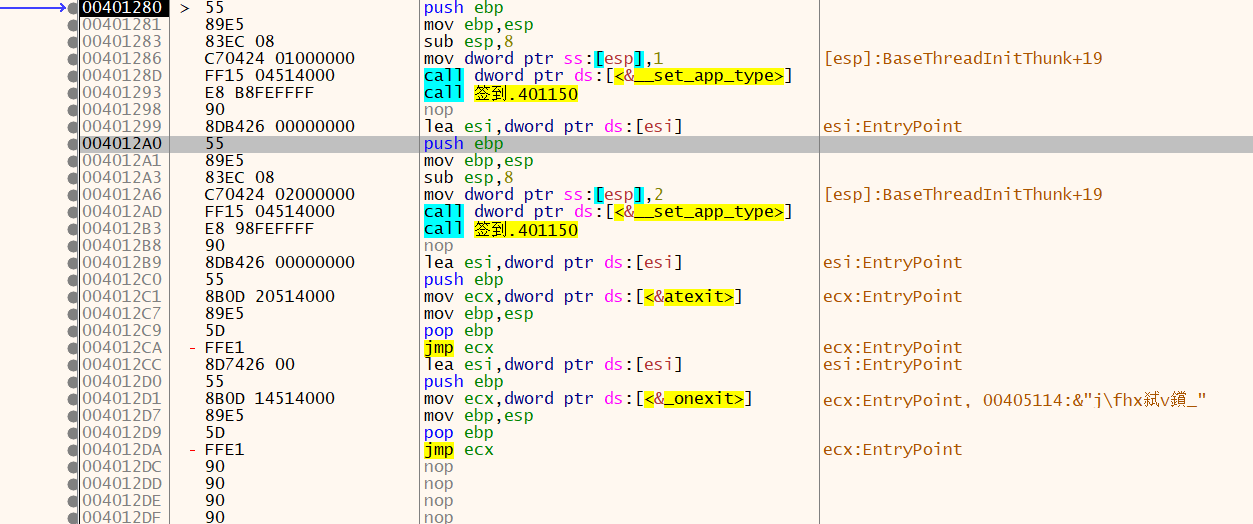 00401280 > 55 push ebp
00401281 89E5 mov ebp,esp
00401283 83EC 08 sub esp,8
00401286 C70424 01000000 mov dword ptr ss:[esp],1 [esp]:BaseThreadInitThunk+19
0040128D FF15 04514000 call dword ptr ds:[<&__set_app_type>]
00401293 E8 B8FEFFFF call 签到.401150
00401298 90 nop
00401299 8DB426 00000000 lea esi,dword ptr ds:[esi] esi:EntryPoint
004012A0 55 push ebp
004012A1 89E5 mov ebp,esp
004012A3 83EC 08 sub esp,8
004012A6 C70424 02000000 mov dword ptr ss:[esp],2 [esp]:BaseThreadInitThunk+19
004012AD FF15 04514000 call dword ptr ds:[<&__set_app_type>]
004012B3 E8 98FEFFFF call 签到.401150
004012B8 90 nop
004012B9 8DB426 00000000 lea esi,dword ptr ds:[esi] esi:EntryPoint
004012C0 55 push ebp
004012C1 8B0D 20514000 mov ecx,dword ptr ds:[<&atexit>] ecx:EntryPoint
004012C7 89E5 mov ebp,esp
004012C9 5D pop ebp
004012CA - FFE1 jmp ecx ecx:EntryPoint
004012CC 8D7426 00 lea esi,dword ptr ds:[esi] esi:EntryPoint
004012D0 55 push ebp
004012D1 8B0D 14514000 mov ecx,dword ptr ds:[<&_onexit>] ecx:EntryPoint, 00405114:&"j\fhx弑v鑕_"
004012D7 89E5 mov ebp,esp
004012D9 5D pop ebp
004012DA - FFE1 jmp ecx ecx:EntryPoint
004012DC 90 nop
004012DD 90 nop
004012DE 90 nop
004012DF 90 nop